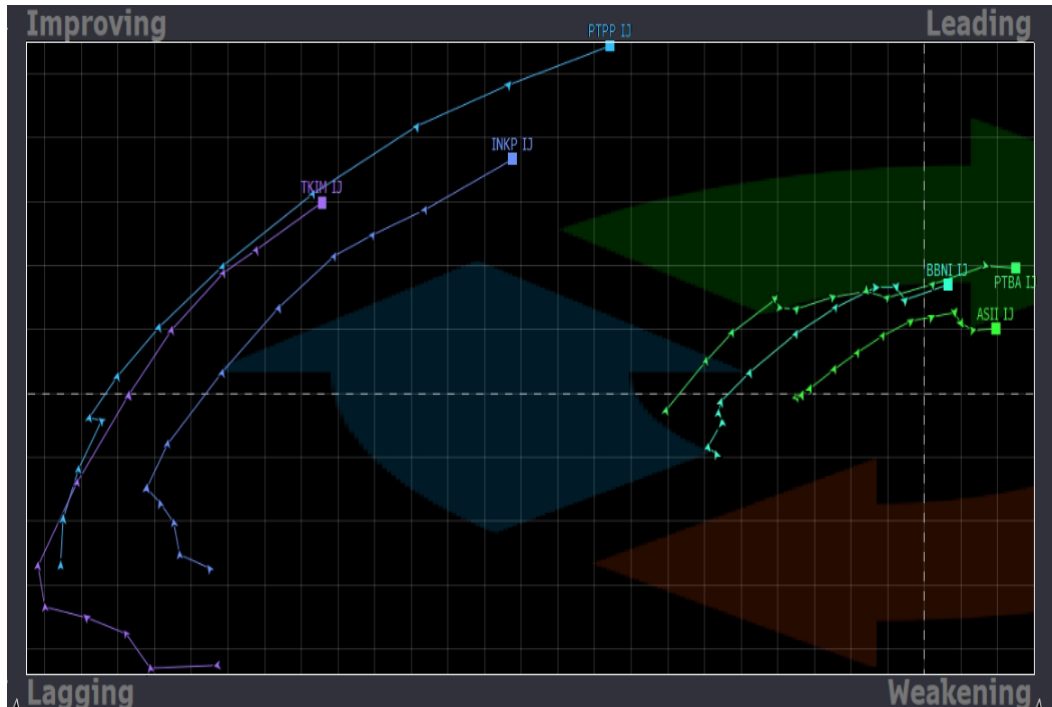 Improving
Leading
PTPP IJ
INKP IJ
TKIM IJ
BBNI IJ
PTBA IJ
ASII IJ
Lagging
Weakening